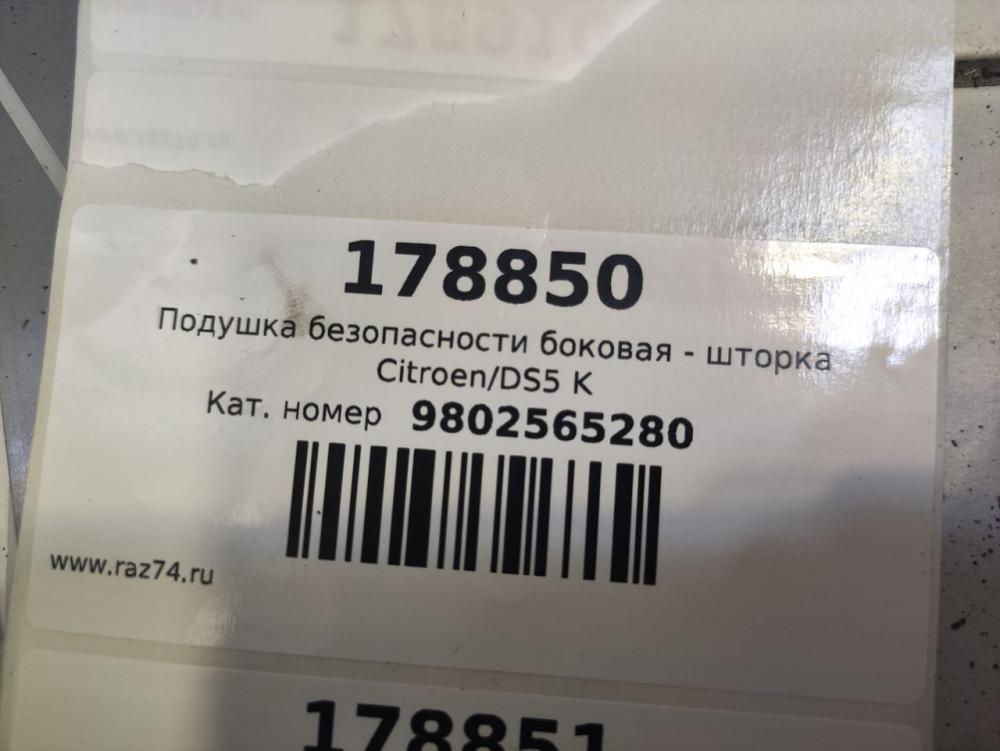 178850
Подушка безопасности боковая - шторка
Citroen/DS5 K
Кат. номер 9802565280
www.raz74.ru
178851